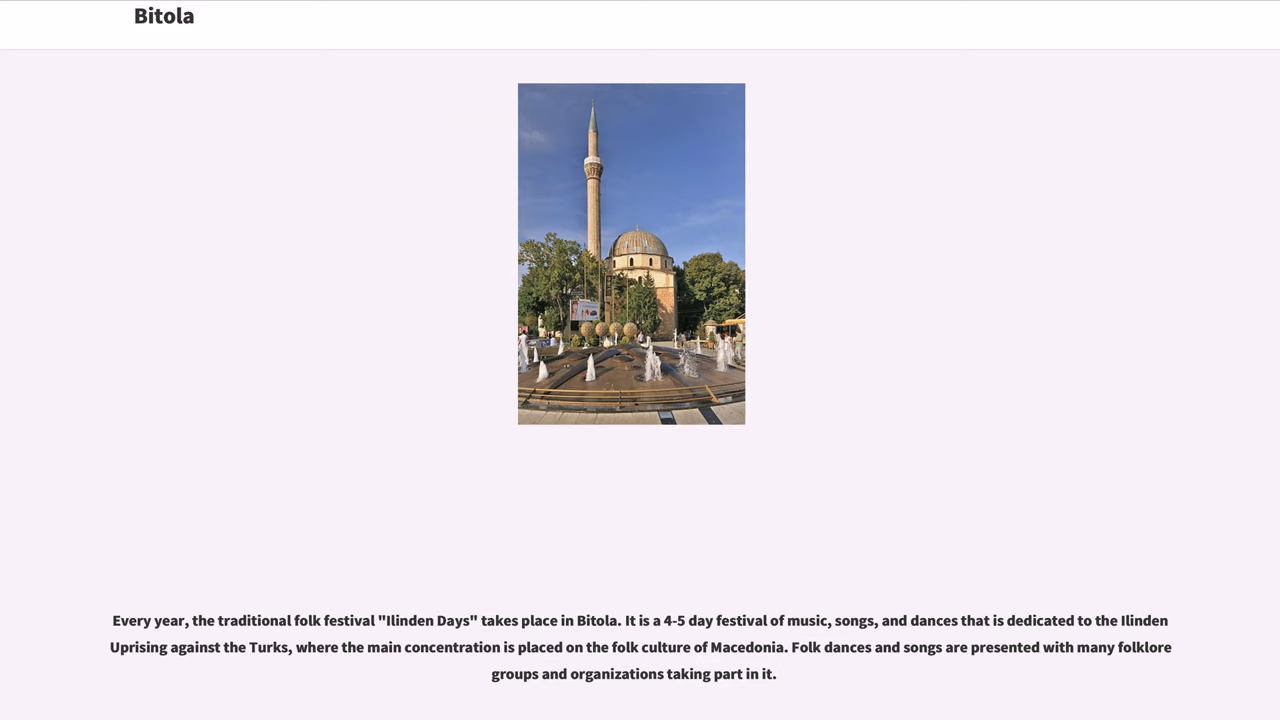 Bitola
Every year, the traditional folk festival "Ilinden Days" takes place in Bitola. It is a 4-5 day festival of music, songs, and dances that is dedicated to the Ilinden
Uprising against the Turks, where the main concentration is placed on the folk culture of Macedonia. Folk dances and songs are presented with many folklore
groups and organizations taking part in it.